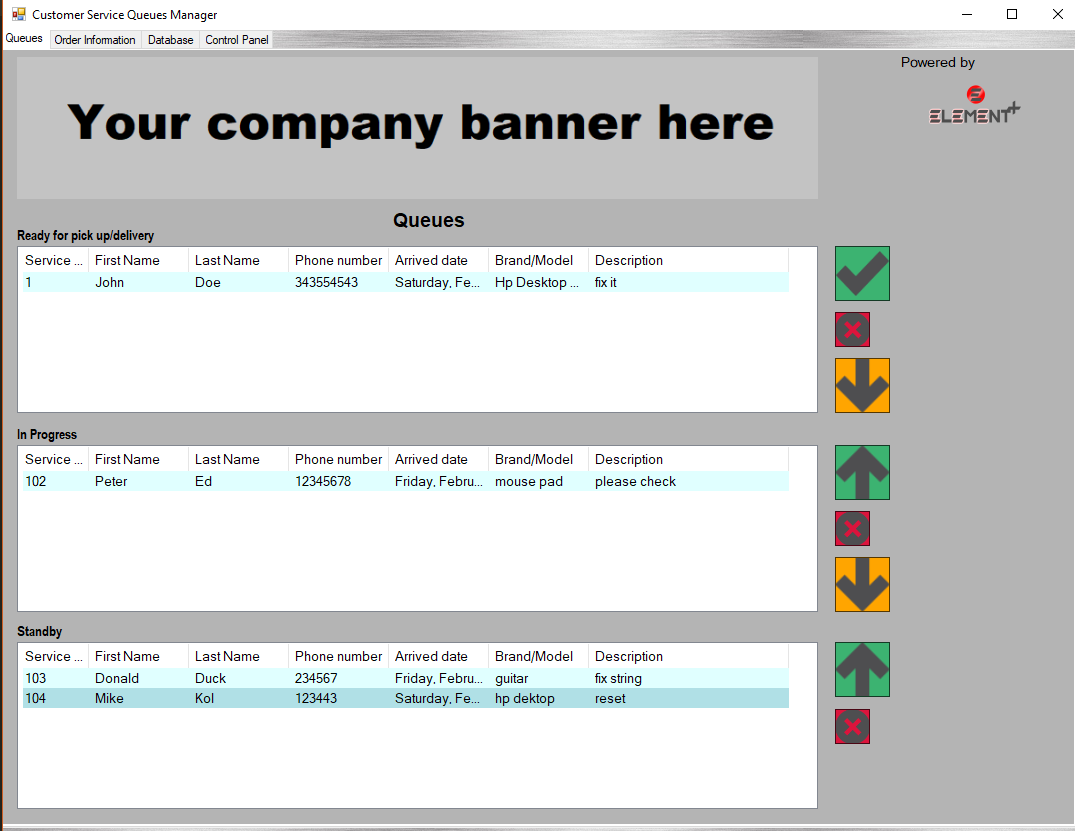 Customer Service Queues Manager
Queues Order Information Database Control Panel
Powered by
ELEMENT+
Your company banner here
Queues
Ready for pick up/delivery
Service ... First Name Last Name Phone number Arrived date Brand/Model Description
1 John Doe 343554543 Saturday, Fe... Hp Desktop ... fix it
In Progress
Service ... First Name Last Name Phone number Arrived date Brand/Model Description
102 Peter Ed 12345678 Friday, Febru... mouse pad please check
Standby
Service ... First Name Last Name Phone number Arrived date Brand/Model Description
103 Donald Duck 234567 Friday, Febru... guitar fix string
104 Mike Kol 123443 Saturday, Fe... hp dektop reset